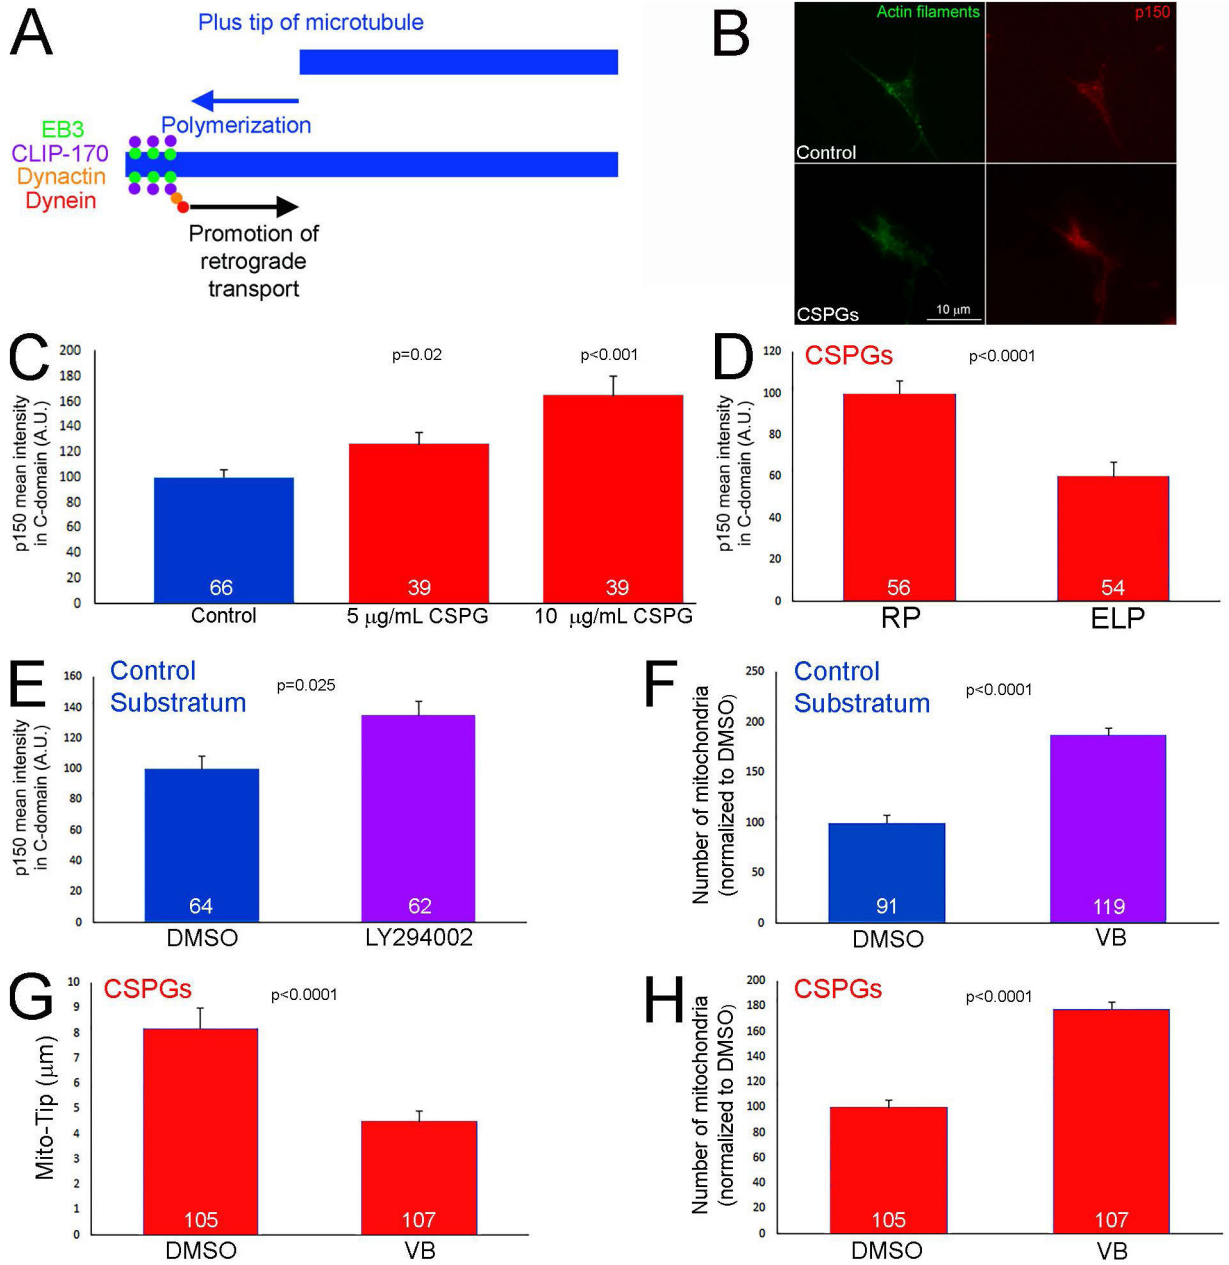 A
Plus tip of microtubule
Polymerization
EB3
CLIP-170
Dynactin
Dynein
Promotion of
retrograde
transport
B
Actin filaments
p150
Control
CSPGs
10 μm
C
p150 mean intensity
in C-domain (A.U.)
200
180
160
140
120
100
80
60
40
20
0
p=0.02
p<0.001
66
39
39
Control
5 μg/mL CSPG
10 μg/mL CSPG
D
CSPGs
p<0.0001
p150 mean intensity
in C-domain (A.U.)
120
100
80
60
40
20
0
56
54
RP
ELP
E
Control
Substratum
p=0.025
p150 mean intensity
in C-domain (A.U.)
160
140
120
100
80
60
40
20
0
64
62
DMSO
LY294002
F
Control
Substratum
p<0.0001
Number of mitochondria
(normalized to DMSO)
250
200
150
100
50
0
91
119
DMSO
VB
G
CSPGs
p<0.0001
Mito-Tip (μm)
10
9
8
7
6
5
4
3
2
1
0
105
107
DMSO
VB
H
CSPGs
p<0.0001
Number of mitochondria
(normalized to DMSO)
200
180
160
140
120
100
80
60
40
20
0
105
107
DMSO
VB